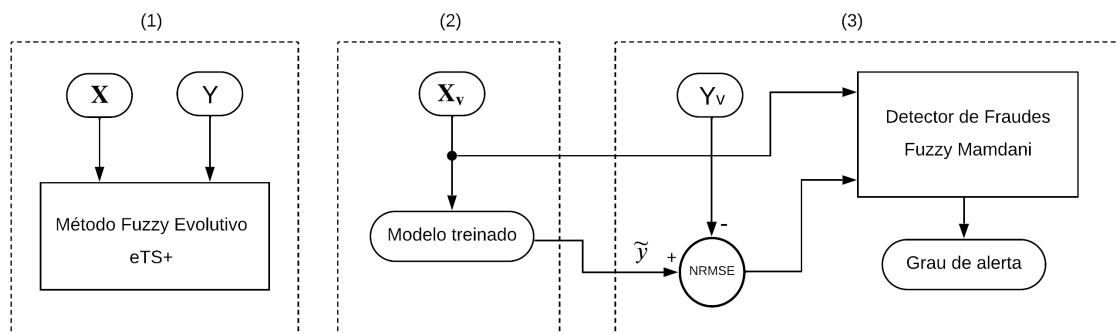 (1)
X
Y
Método Fuzzy Evolutivo
eTS+
(2)
Xv
Modelo treinado
ỹ
(3)
Yv
+
-
NRMSE
Detector de Fraudes
Fuzzy Mamdani
Grau de alerta